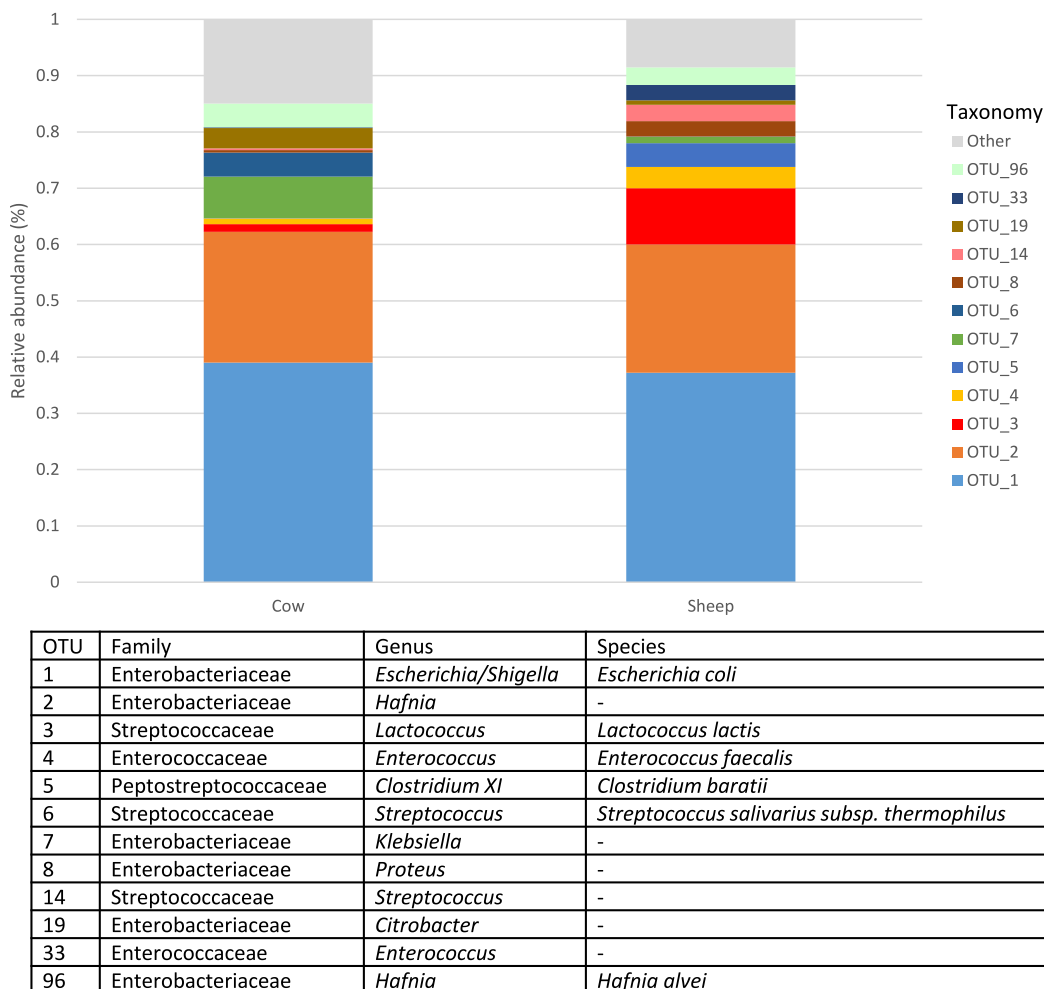 1
0.9
0.8
0.7
0.6
0.5
0.4
0.3
0.2
0.1
0
Relative abundance (%)
Cow
Sheep
Taxonomy
Other
OTU_96
OTU_33
OTU_19
OTU_14
OTU_8
OTU_6
OTU_7
OTU_5
OTU_4
OTU_3
OTU_2
OTU_1
OTU Family Genus Species
1 Enterobacteriaceae Escherichia/Shigella Escherichia coli
2 Enterobacteriaceae Hafnia -
3 Streptococcaceae Lactococcus Lactococcus lactis
4 Enterococcaceae Enterococcus Enterococcus faecalis
5 Peptostreptococcaceae Clostridium XI Clostridium baratii
6 Streptococcaceae Streptococcus Streptococcus salivarius subsp. thermophilus
7 Enterobacteriaceae Klebsiella -
8 Enterobacteriaceae Proteus -
14 Streptococcaceae Streptococcus -
19 Enterobacteriaceae Citrobacter -
33 Enterococcaceae Enterococcus -
96 Enterobacteriaceae Hafnia Hafnia alvei